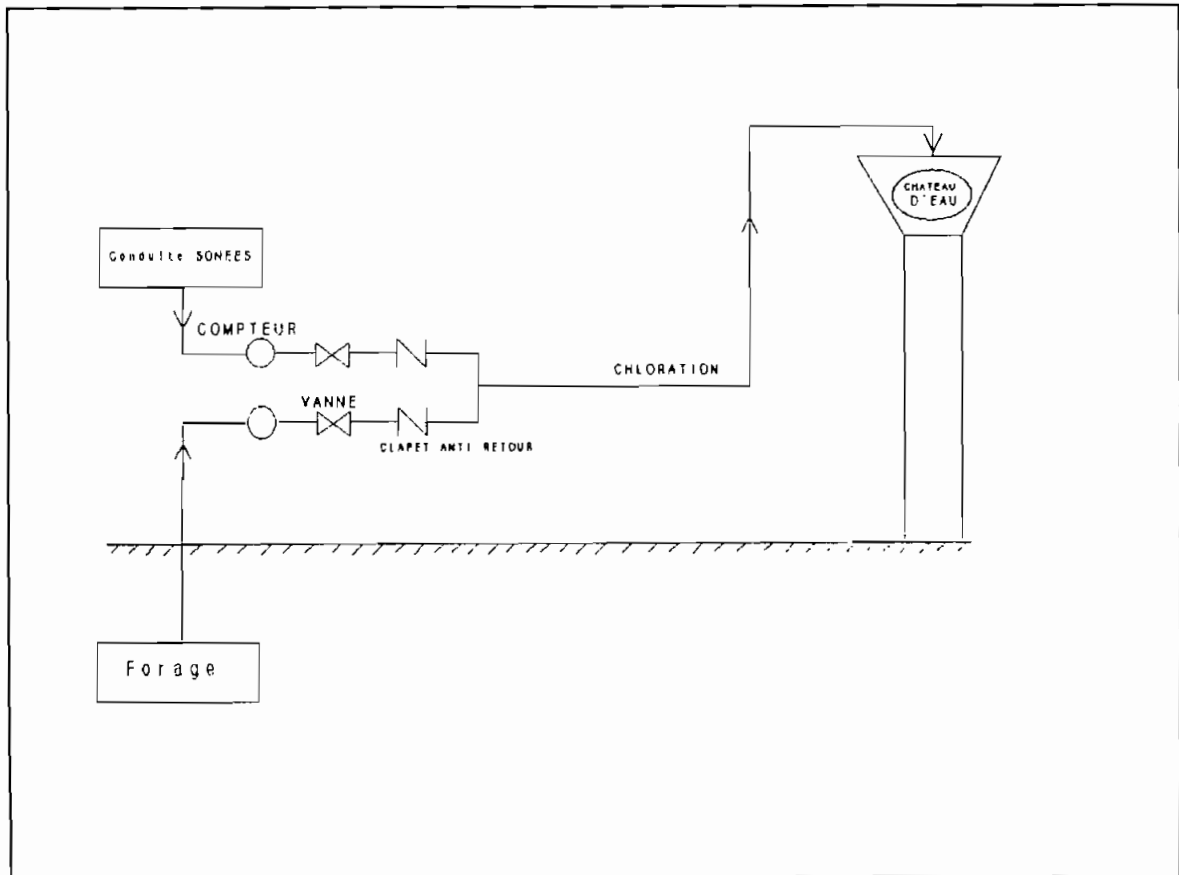 CHATEAU
D'EAU
Conduite SONEES
COMPTEUR
CHLORATION
VANNE
CLAPET ANTI RETOUR
Forage